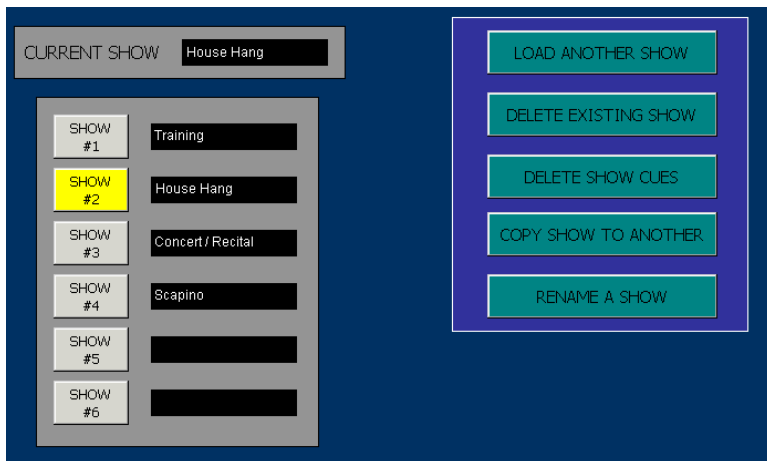 CURRENT SHOW House Hang
SHOW #1 Training
SHOW #2 House Hang
SHOW #3 Concert / Recital
SHOW #4 Scapino
SHOW #5
SHOW #6
LOAD ANOTHER SHOW
DELETE EXISTING SHOW
DELETE SHOW CUES
COPY SHOW TO ANOTHER
RENAME A SHOW